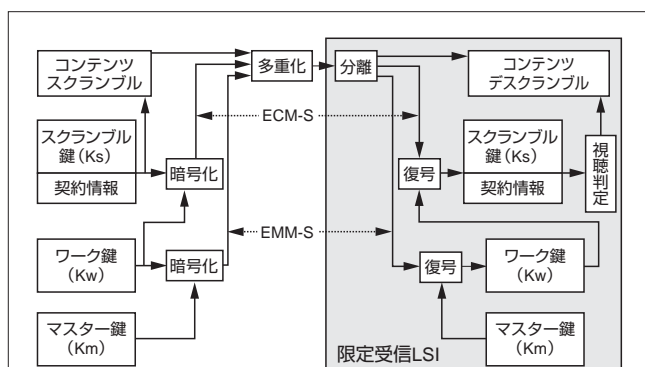 コンテンツ
スクランブル
多重化
分離
コンテンツ
デスクランブル
ECM-S
スクランブル
鍵(Ks)
契約情報
暗号化
復号
スクランブル
鍵(Ks)
契約情報
視聴判定
EMM-S
ワーク鍵
(Kw)
暗号化
復号
ワーク鍵
(Kw)
マスター鍵
(Km)
限定受信LSI
マスター鍵
(Km)